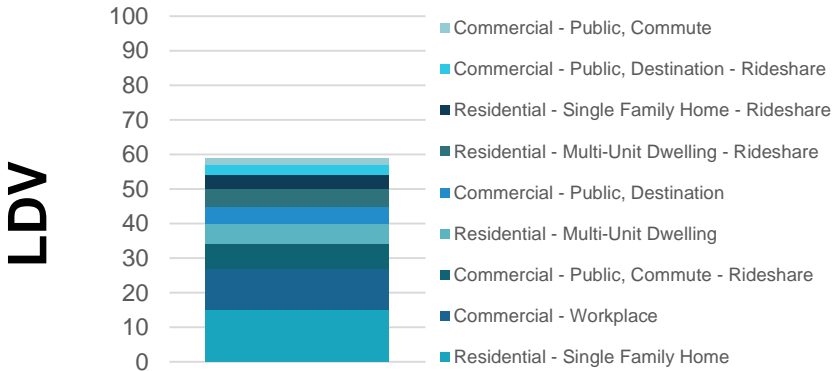 LDV
100
90
80
70
60
50
40
30
20
10
0
Commercial - Public, Commute
Commercial - Public, Destination - Rideshare
Residential - Single Family Home - Rideshare
Residential - Multi-Unit Dwelling - Rideshare
Commercial - Public, Destination
Residential - Multi-Unit Dwelling
Commercial - Public, Commute - Rideshare
Commercial - Workplace
Residential - Single Family Home